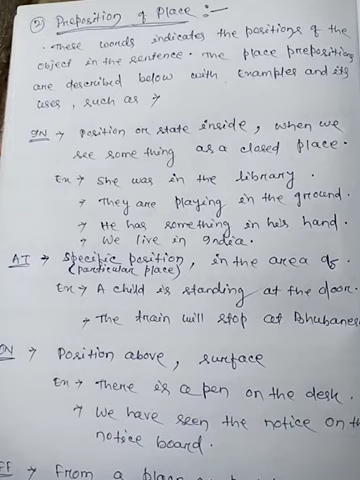 ② Preposition of Place :-
· These words indicates the positions of the
object in the sentence. The place preposition
are described below with Examples and its
uses, such as →
IN → Position or state inside, when we
see something as a closed place.
Ex → She was in the library.
→ They are playing in the ground.
→ He has something in his hand.
→ We live in India.
AT → Specific position, in the area of.
(particular place)
Ex → A child is standing at the door.
→ The train will stop at Bhubanes
ON → Position above, surface
Ex → There is a pen on the desk.
→ We have seen the notice on th
notice board.
FF → From a place